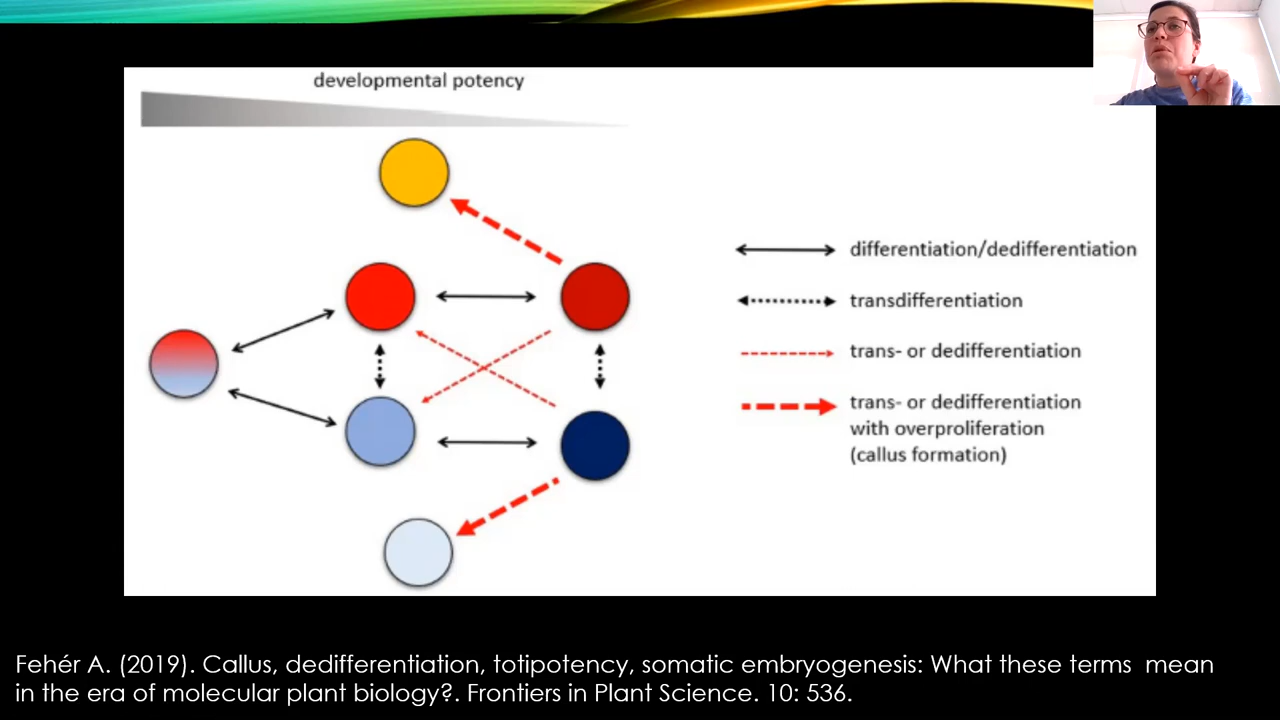 developmental potency
differentiation/dedifferentiation
transdifferentiation
trans- or dedifferentiation
trans- or dedifferentiation
with overproliferation
(callus formation)
Fehér A. (2019). Callus, dedifferentiation, totipotency, somatic embryogenesis: What these terms mean
in the era of molecular plant biology?. Frontiers in Plant Science. 10: 536.